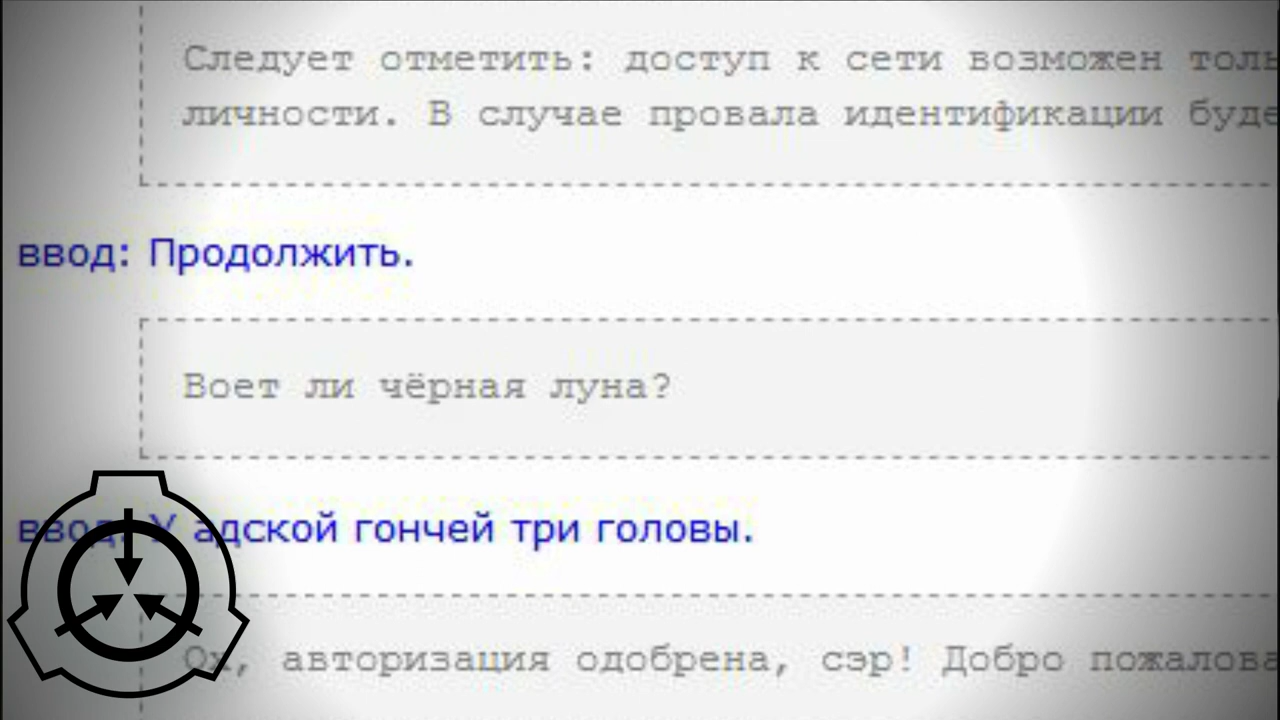 Следует отметить: доступ к сети возможен
личности. В случае провала идентификации
ввод: Продолжить.
Воет ли чёрная луна?
ввод: У адской гончей три головы.
Ох, авторизация одобрена, сэр! Добро